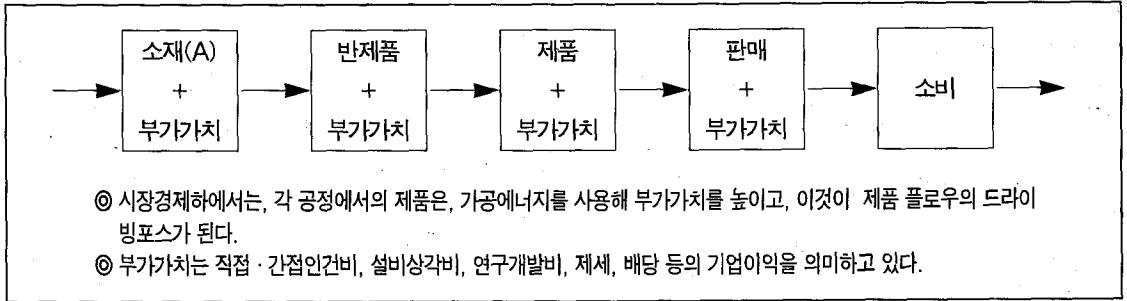 소재(A) 반제품 제품 판매
+ + + + 소비
부가가치 부가가치 부가가치 부가가치
◎ 시장경제하에서는, 각 공정에서의 제품은, 가공에너지를 사용해 부가가치를 높이고, 이것이 제품 플로우의 드라이
빙포스가 된다.
◎ 부가가치는 직접 · 간접인건비, 설비상각비, 연구개발비, 제세, 배당 등의 기업이익을 의미하고 있다.